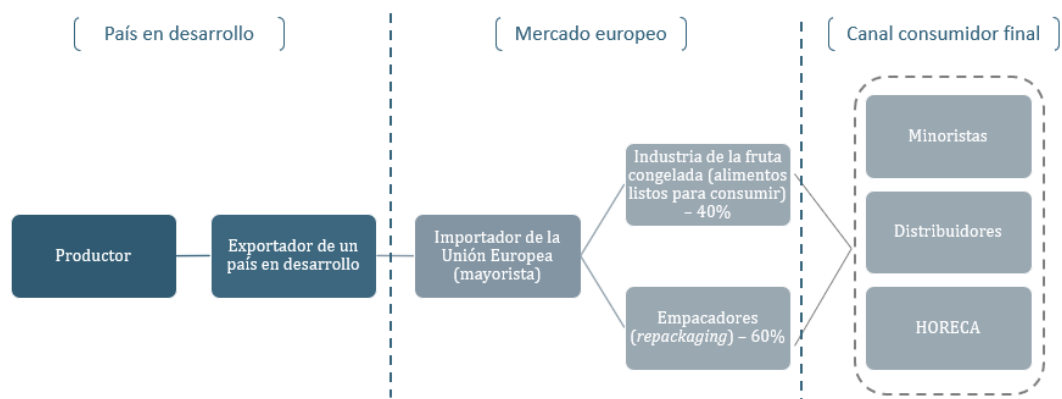 País en desarrollo
Mercado europeo
Canal consumidor final
Productor
Exportador de un
país en desarrollo
Importador de la
Unión Europea
(mayorista)
Industria de la fruta
congelada (alimentos
listos para consumir)
– 40%
Empacadores
(repackaging) – 60%
Minoristas
Distribuidores
HORECA